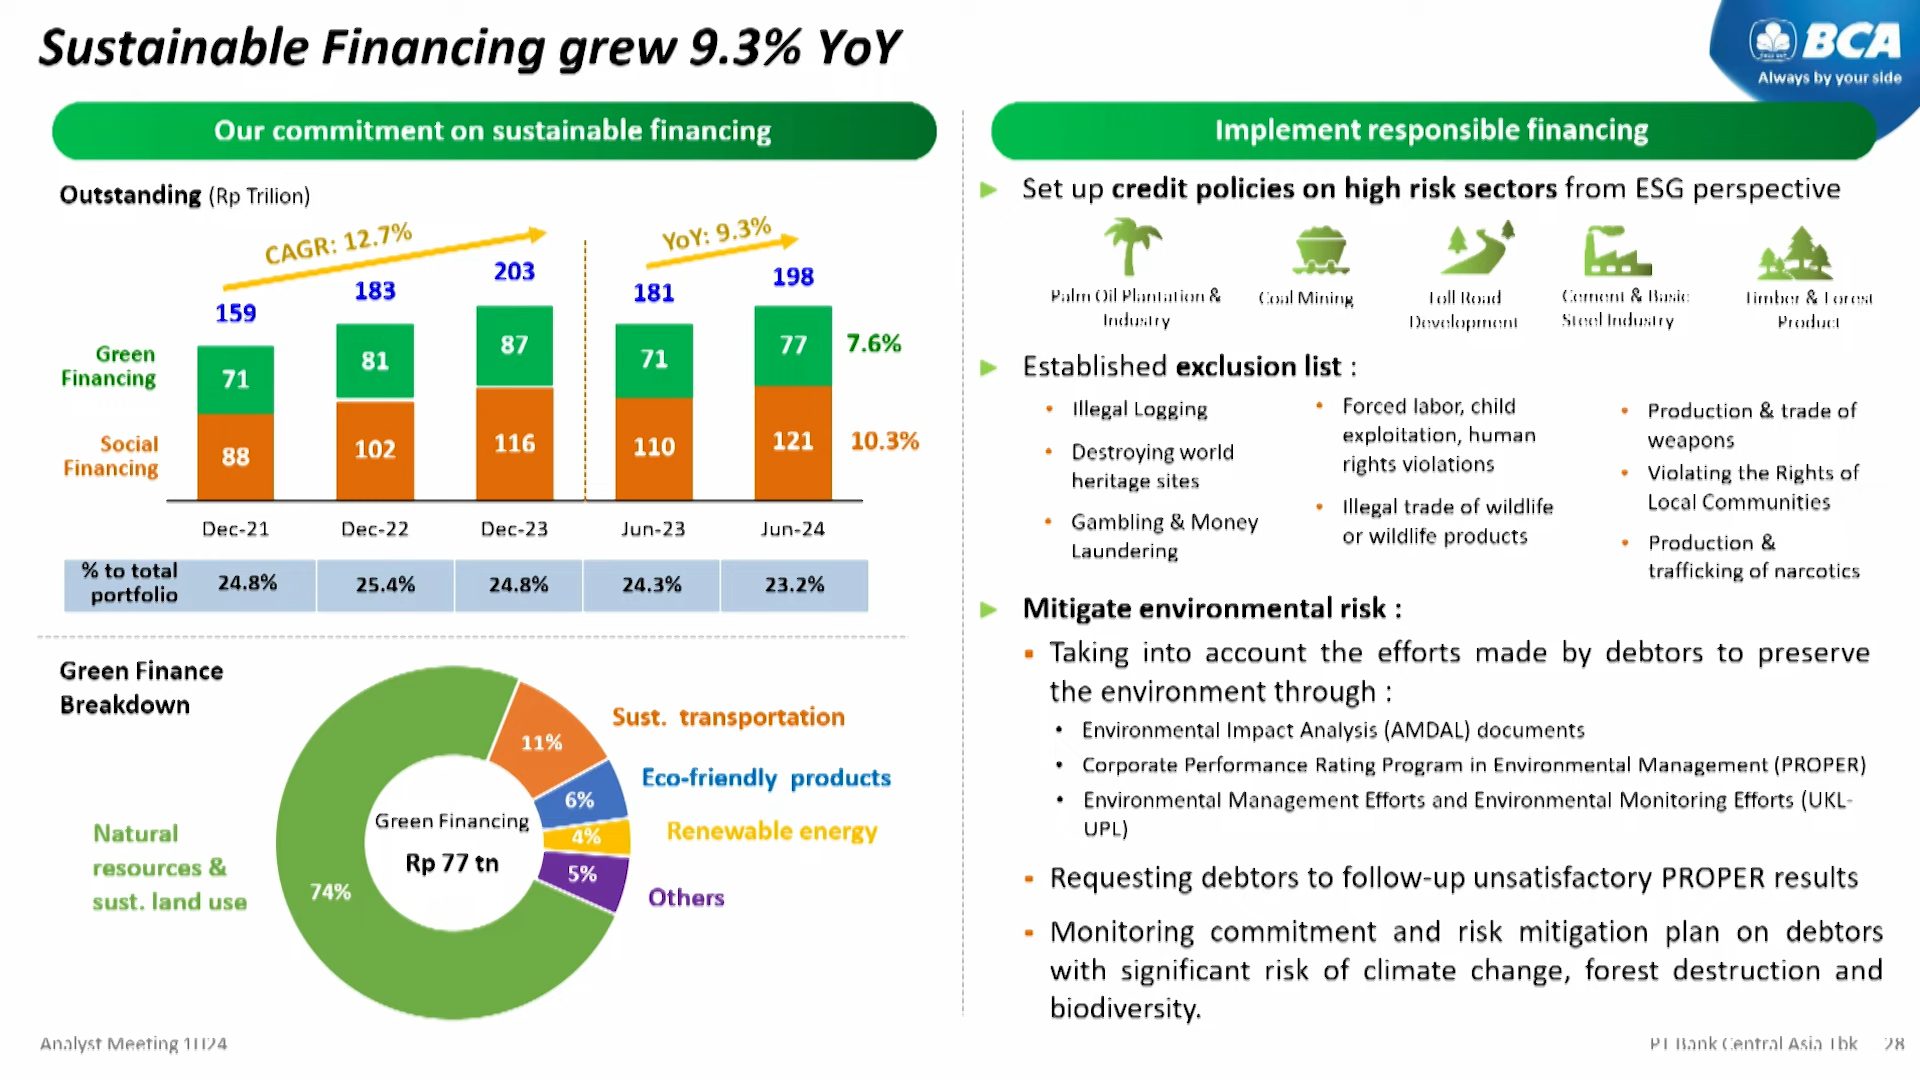 Sustainable Financing grew 9.3% YoY
BCA
Always by your side
Our commitment on sustainable financing
Outstanding (Rp Trilion)
CAGR: 12.7%
YoY: 9.3%
159
183
203
181
198
Green
Financing
71
81
87
71
77
7.6%
Social
Financing
88
102
116
110
121
10.3%
Dec-21
Dec-22
Dec-23
Jun-23
Jun-24
% to total
portfolio
24.8%
25.4%
24.8%
24.3%
23.2%
Green Finance
Breakdown
Sust. transportation
11%
Eco-friendly products
6%
Renewable energy
4%
Others
5%
Natural
resources &
sust. land use
74%
Green Financing
Rp 77 tn
Implement responsible financing
Set up credit policies on high risk sectors from ESG perspective
Palm Oil Plantation &
Industry
Coal Mining
Toll Road
Development
Cement & Basic
Steel Industry
Timber & Forest
Product
Established exclusion list :
Illegal Logging
Destroying world
heritage sites
Gambling & Money
Laundering
Forced labor, child
exploitation, human
rights violations
Illegal trade of wildlife
or wildlife products
Production & trade of
weapons
Violating the Rights of
Local Communities
Production &
trafficking of narcotics
Mitigate environmental risk :
Taking into account the efforts made by debtors to preserve
the environment through :
Environmental Impact Analysis (AMDAL) documents
Corporate Performance Rating Program in Environmental Management (PROPER)
Environmental Management Efforts and Environmental Monitoring Efforts (UKL-
UPL)
Requesting debtors to follow-up unsatisfactory PROPER results
Monitoring commitment and risk mitigation plan on debtors
with significant risk of climate change, forest destruction and
biodiversity.
Analyst Meeting 1H24
PT Bank Central Asia Tbk
28